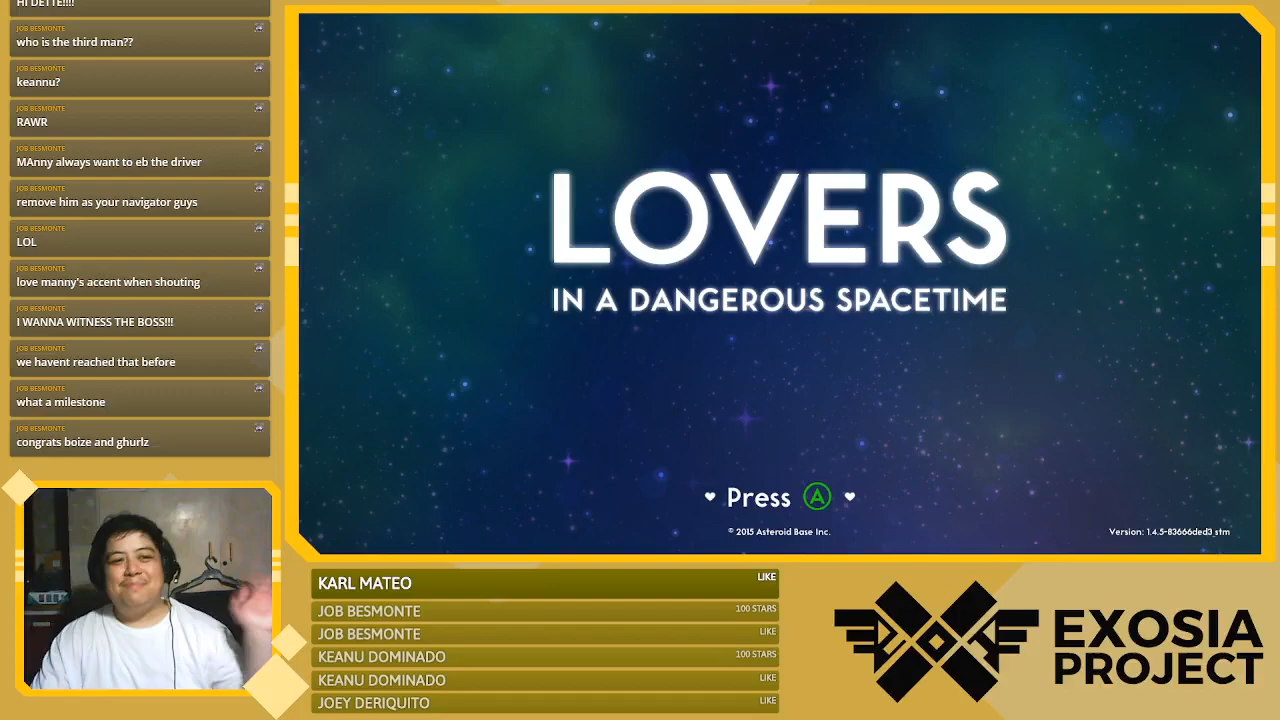 HI DETTE!!!!
JOB BESMONTE
who is the third man??
JOB BESMONTE
keannu?
JOB BESMONTE
RAWR
JOB BESMONTE
MAnny always want to eb the driver
JOB BESMONTE
remove him as your navigator guys
JOB BESMONTE
LOL
JOB BESMONTE
love manny's accent when shouting
JOB BESMONTE
I WANNA WITNESS THE BOSS!!!
JOB BESMONTE
we havent reached that before
JOB BESMONTE
what a milestone
JOB BESMONTE
congrats boize and ghurlz
LOVERS
IN A DANGEROUS SPACETIME
Press A
© 2015 Asteroid Base Inc.
Version: 1.4.5-83666ded3_stm
KARL MATEO LIKE
JOB BESMONTE 100 STARS
JOB BESMONTE LIKE
KEANU DOMINADO 100 STARS
KEANU DOMINADO LIKE
JOEY DERIQUITO LIKE
EXOSIA
PROJECT